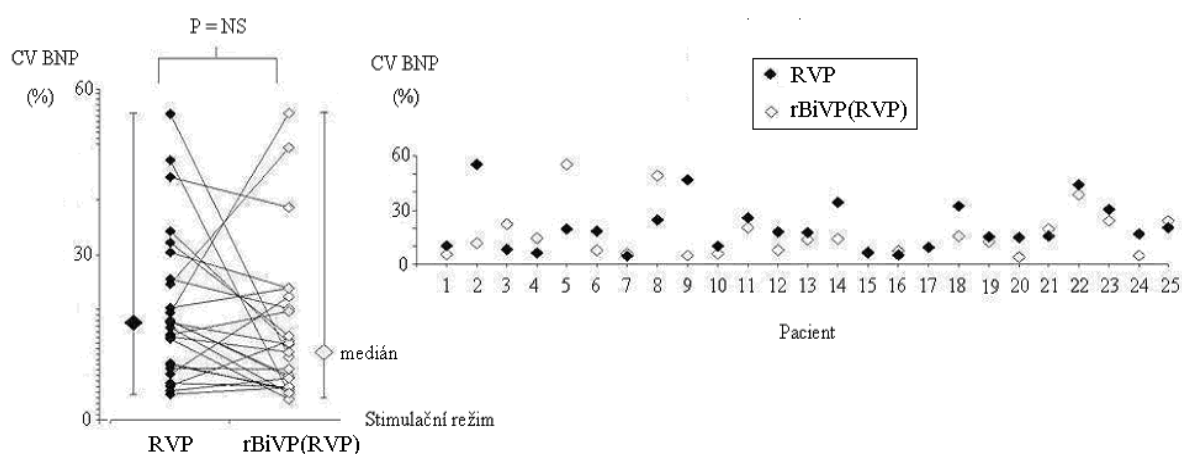 P = NS
CV BNP
(%)
60
30
0
medián
Stimulační režim
RVP
rBiVP(RVP)
CV BNP
(%)
RVP
rBiVP(RVP)
60
30
0
1 2 3 4 5 6 7 8 9 10 11 12 13 14 15 16 17 18 19 20 21 22 23 24 25
Pacient